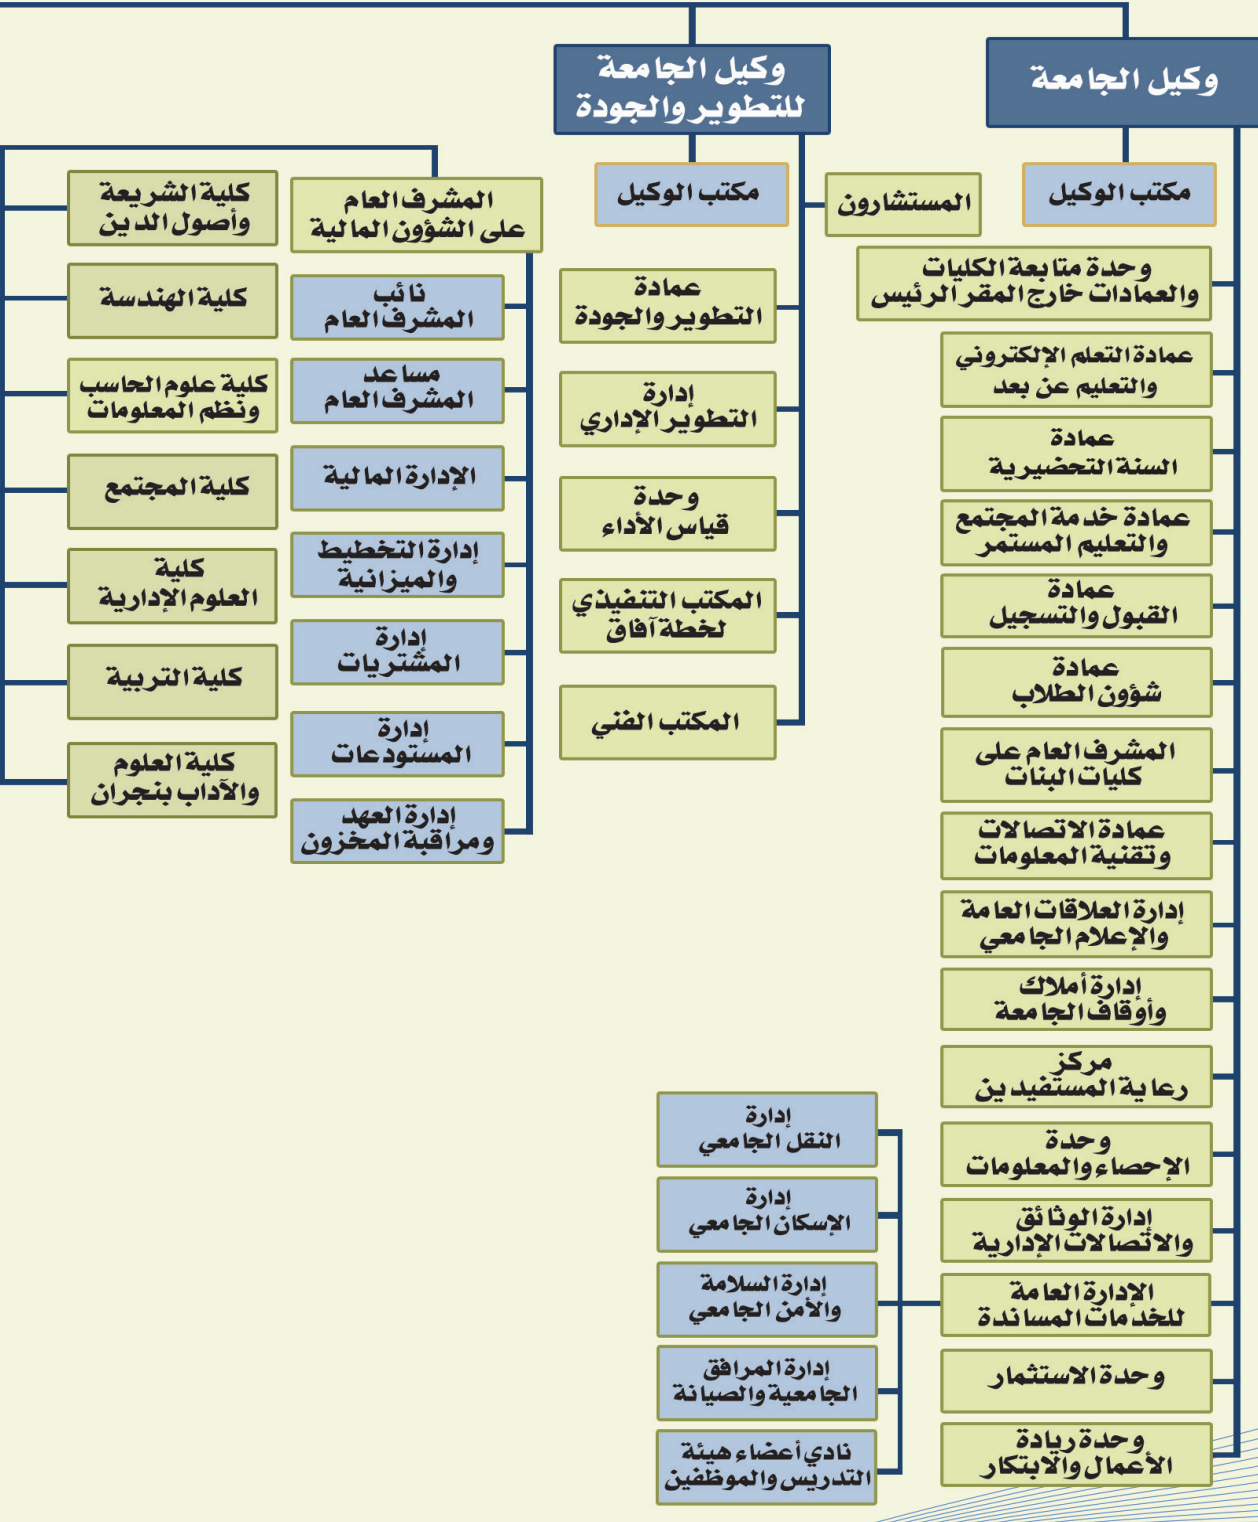 وكيل الجامعة
مكتب الوكيل
وحدة متابعة الكليات
والعمادات خارج المقر الرئيس
عمادة التعلم الإلكتروني
والتعليم عن بعد
عمادة
السنة التحضيرية
عمادة خدمة المجتمع
والتعليم المستمر
عمادة
القبول والتسجيل
عمادة
شؤون الطلاب
المشرف العام على
كليات البنات
عمادة الاتصالات
وتقنية المعلومات
إدارة العلاقات العامة
والإعلام الجامعي
إدارة أملاك
وأوقاف الجامعة
مركز
رعاية المستفيدين
وحدة
الإحصاء والمعلومات
إدارة الوثائق
والاتصالات الإدارية
الإدارة العامة
للخدمات المساندة
وحدة الاستثمار
وحدة ريادة
الأعمال والابتكار
إدارة
النقل الجامعي
إدارة
الإسكان الجامعي
إدارة السلامة
والأمن الجامعي
إدارة المرافق
الجامعية والصيانة
نادي أعضاء هيئة
التدريس والموظفين
وكيل الجامعة
للتطوير والجودة
مكتب الوكيل
المستشارون
عمادة
التطوير والجودة
إدارة
التطوير الإداري
وحدة
قياس الأداء
المكتب التنفيذي
لخطة آفاق
المكتب الفني
المشرف العام
على الشؤون المالية
نائب
المشرف العام
مساعد
المشرف العام
الإدارة المالية
إدارة التخطيط
والميزانية
إدارة
المشتريات
إدارة
المستودعات
إدارة العهد
ومراقبة المخزون
كلية الشريعة
وأصول الدين
كلية الهندسة
كلية علوم الحاسب
ونظم المعلومات
كلية المجتمع
كلية
العلوم الإدارية
كلية التربية
كلية العلوم
والآداب بنجران